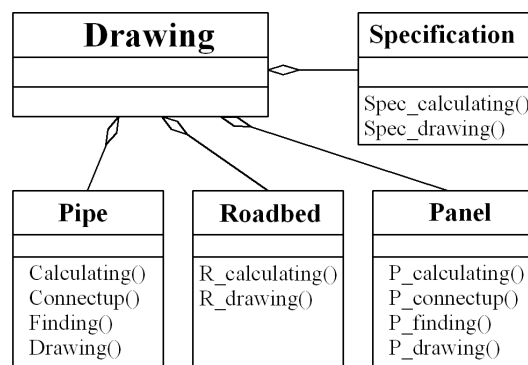 Drawing
Specification
Spec_calculating()
Spec_drawing()
Pipe
Calculating()
Connectup()
Finding()
Drawing()
Roadbed
R_calculating()
R_drawing()
Panel
P_calculating()
P_connectup()
P_finding()
P_drawing()